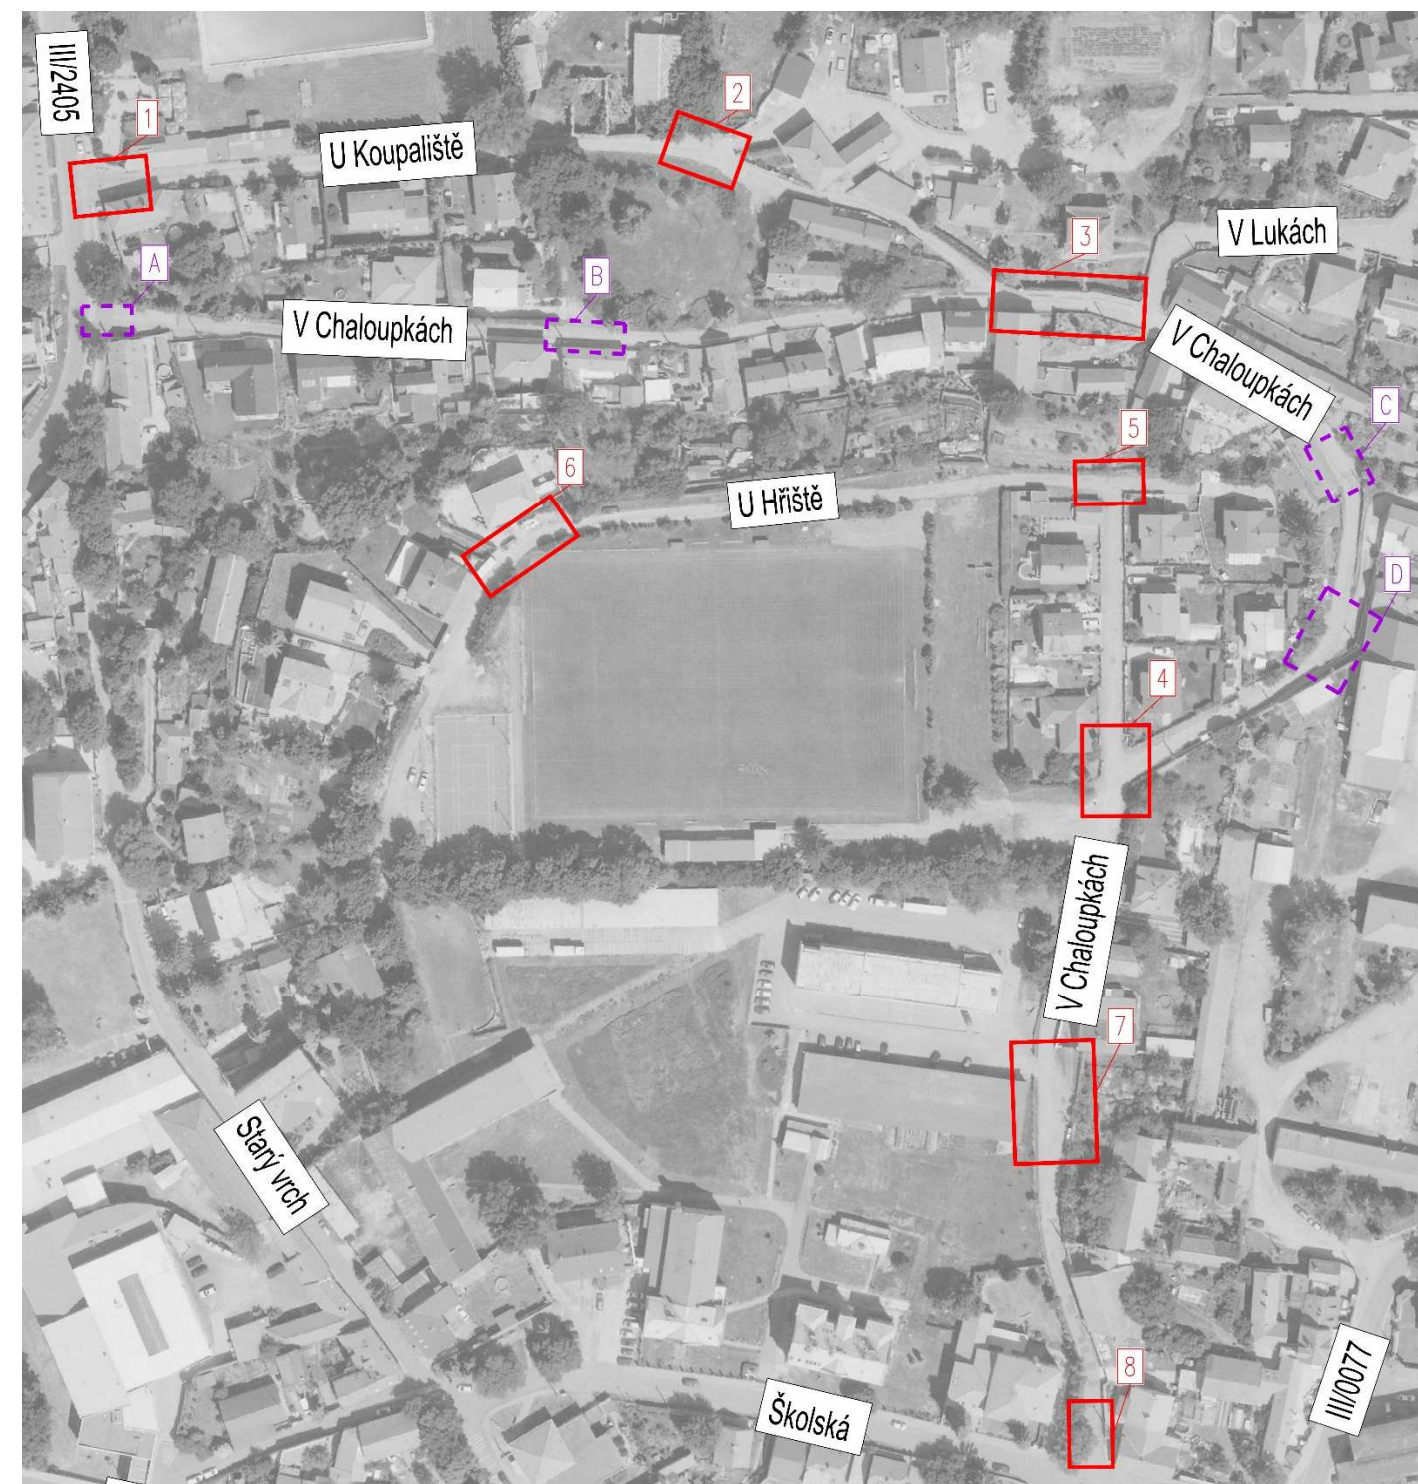 III/2405
1
2
U Koupaliště
V Lukách
3
A
B
V Chaloupkách
V Chaloupkách
C
5
6
U Hřiště
D
4
V Chaloupkách
7
Starý vrch
III/0077
8
Školská